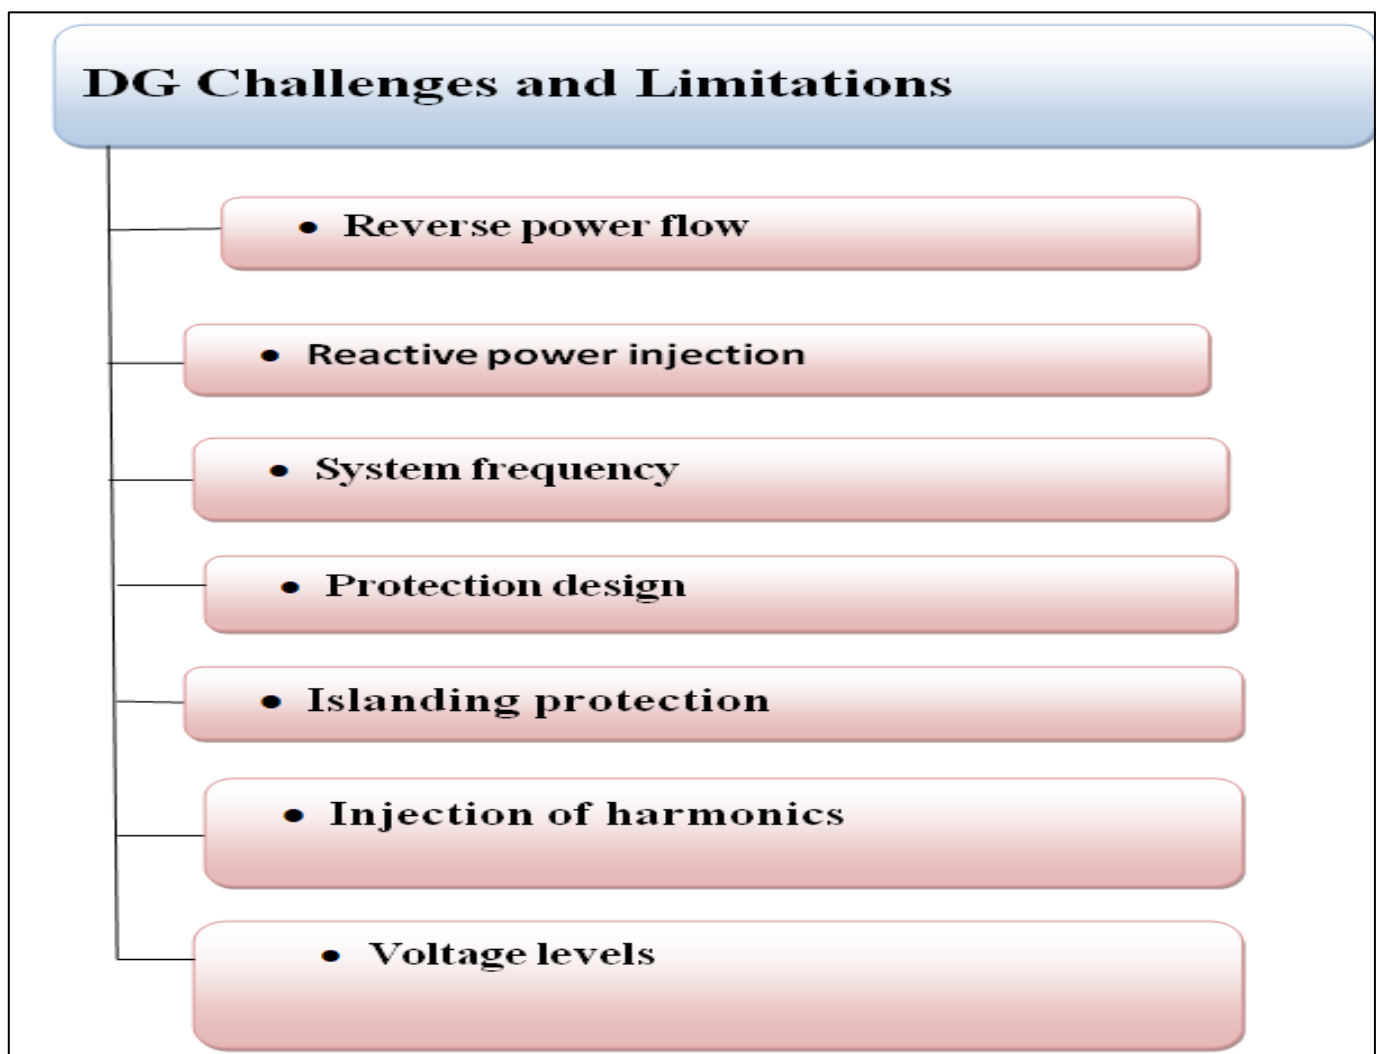 DG Challenges and Limitations
• Reverse power flow
• Reactive power injection
• System frequency
• Protection design
• Islanding protection
• Injection of harmonics
• Voltage levels